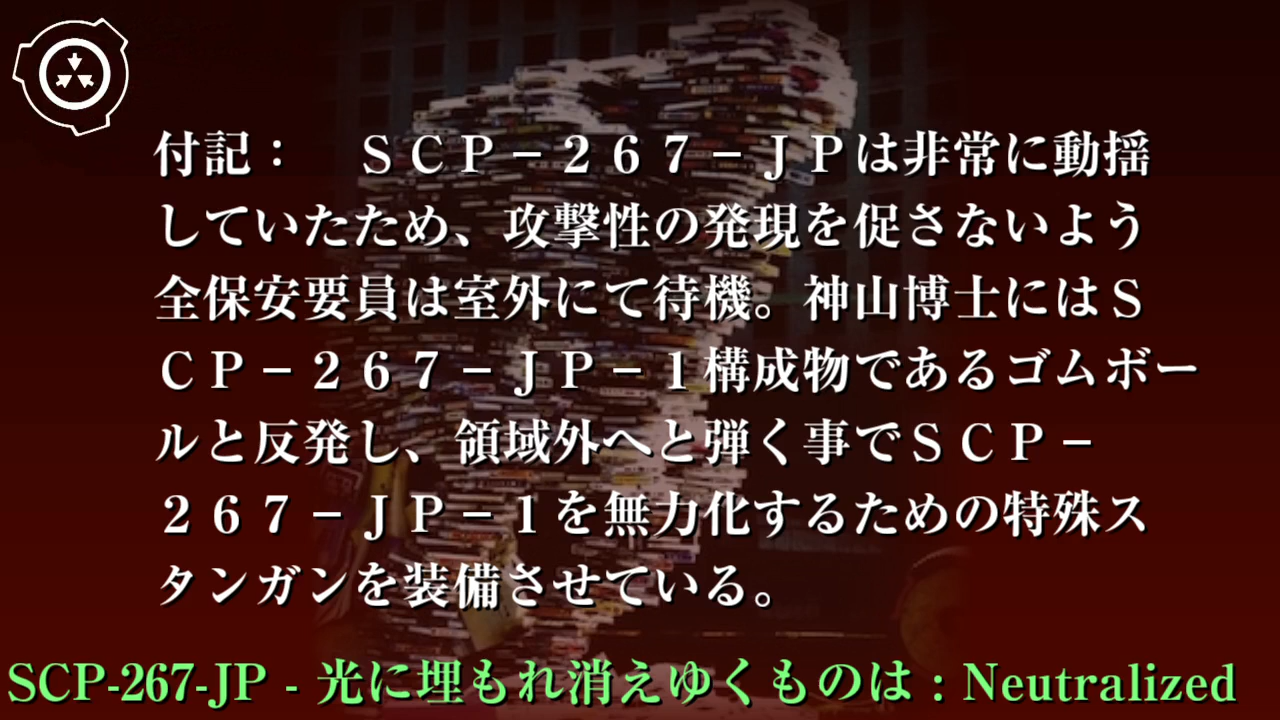 付記：　ＳＣＰ－２６７－ＪＰは非常に動揺
していたため、攻撃性の発現を促さないよう
全保安要員は室外にて待機。神山博士にはＳ
ＣＰ－２６７－ＪＰ－１構成物であるゴムボー
ルと反発し、領域外へと弾く事でＳＣＰ－
２６７－ＪＰ－１を無力化するための特殊ス
タンガンを装備させている。
SCP-267-JP - 光に埋もれ消えゆくものは : Neutralized